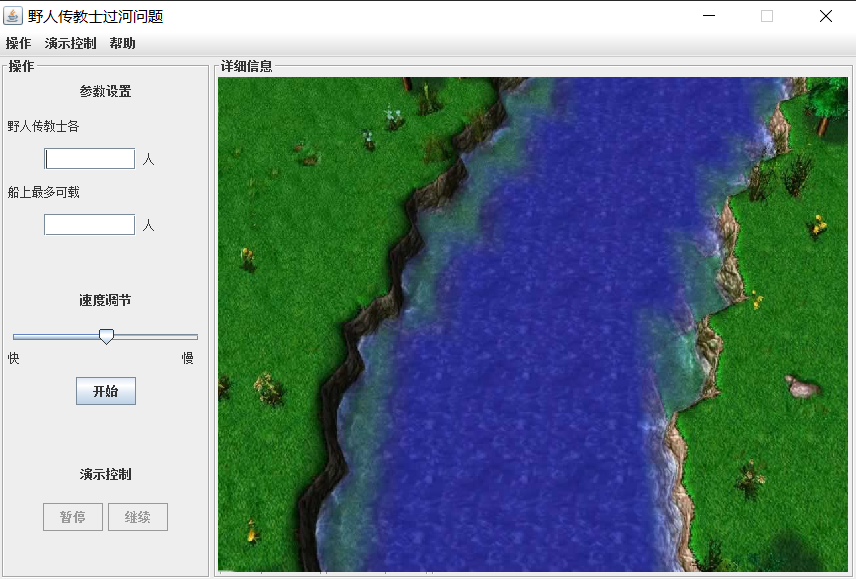 野人传教士过河问题
操作 演示控制 帮助
操作
参数设置
野人传教士各
人
船上最多可载
人
速度调节
快 慢
开始
演示控制
暂停 继续
详细信息